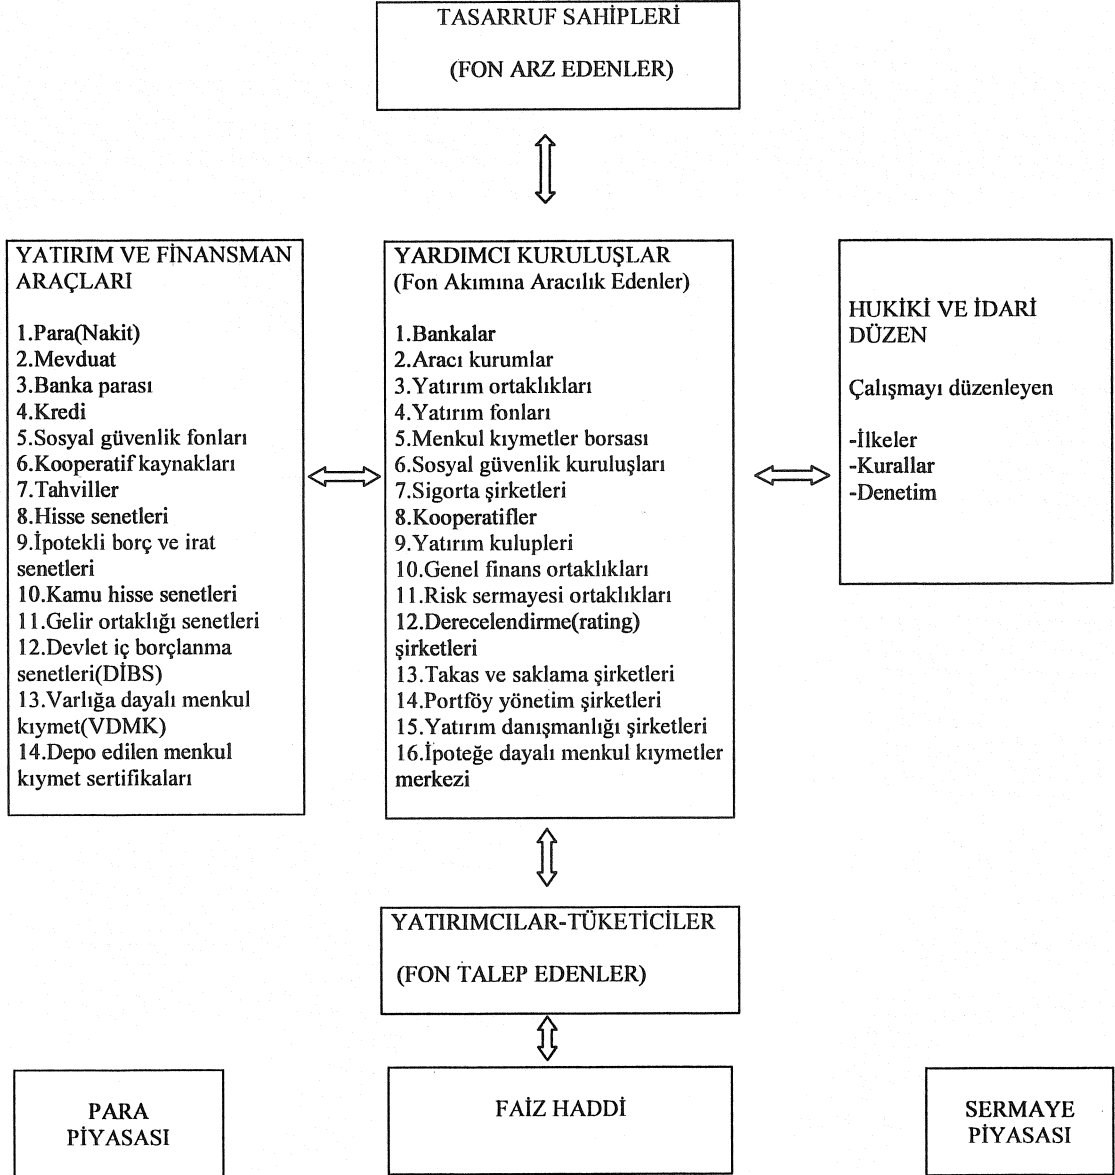 TASARRUF SAHİPLERİ
(FON ARZ EDENLER)
YATIRIM VE FİNANSMAN
ARAÇLARI
1.Para(Nakit)
2.Mevduat
3.Banka parası
4.Kredi
5.Sosyal güvenlik fonları
6.Kooperatif kaynakları
7.Tahviller
8.Hisse senetleri
9.İpotekli borç ve irat
senetleri
10.Kamu hisse senetleri
11.Gelir ortaklığı senetleri
12.Devlet iç borçlanma
senetleri(DİBS)
13.Varlığa dayalı menkul
kıymet(VDMK)
14.Depo edilen menkul
kıymet sertifikaları
YARDIMCI KURULUŞLAR
(Fon Akımına Aracılık Edenler)
1.Bankalar
2.Aracı kurumlar
3.Yatırım ortaklıkları
4.Yatırım fonları
5.Menkul kıymetler borsası
6.Sosyal güvenlik kuruluşları
7.Sigorta şirketleri
8.Kooperatifler
9.Yatırım kulupleri
10.Genel finans ortaklıkları
11.Risk sermayesi ortaklıkları
12.Derecelendirme(rating)
şirketleri
13.Takas ve saklama şirketleri
14.Portföy yönetim şirketleri
15.Yatırım danışmanlığı şirketleri
16.İpoteğe dayalı menkul kıymetler
merkezi
HUKİKİ VE İDARİ
DÜZEN
Çalışmayı düzenleyen
-İlkeler
-Kurallar
-Denetim
YATIRIMCILAR-TÜKETİCİLER
(FON TALEP EDENLER)
PARA
PİYASASI
FAİZ HADDİ
SERMAYE
PİYASASI